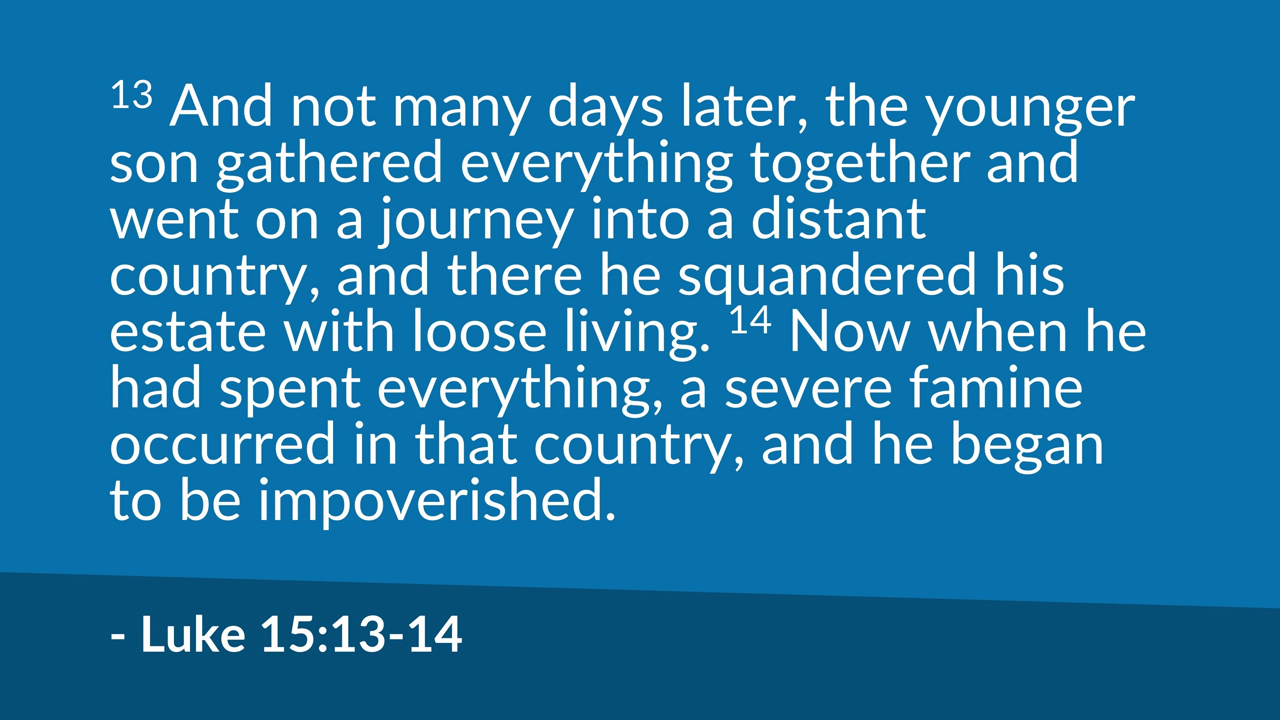 13 And not many days later, the younger
son gathered everything together and
went on a journey into a distant
country, and there he squandered his
estate with loose living. 14 Now when he
had spent everything, a severe famine
occurred in that country, and he began
to be impoverished.
- Luke 15:13-14